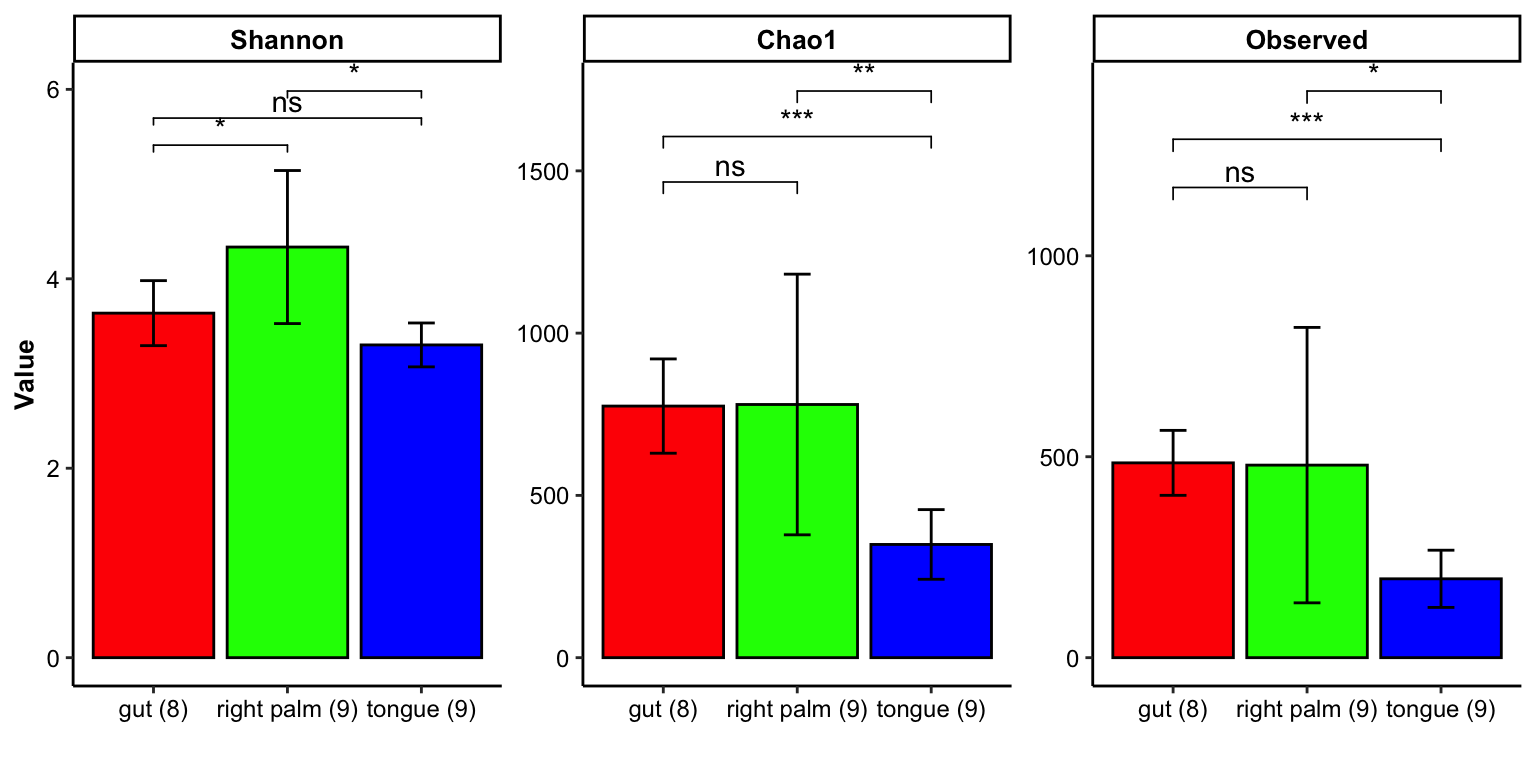 Shannon
Chao1
Observed
Value
6
4
2
0
*
ns
*
gut (8)
right palm (9)
tongue (9)
1500
1000
500
0
**
***
ns
gut (8)
right palm (9)
tongue (9)
1000
500
0
*
***
ns
gut (8)
right palm (9)
tongue (9)